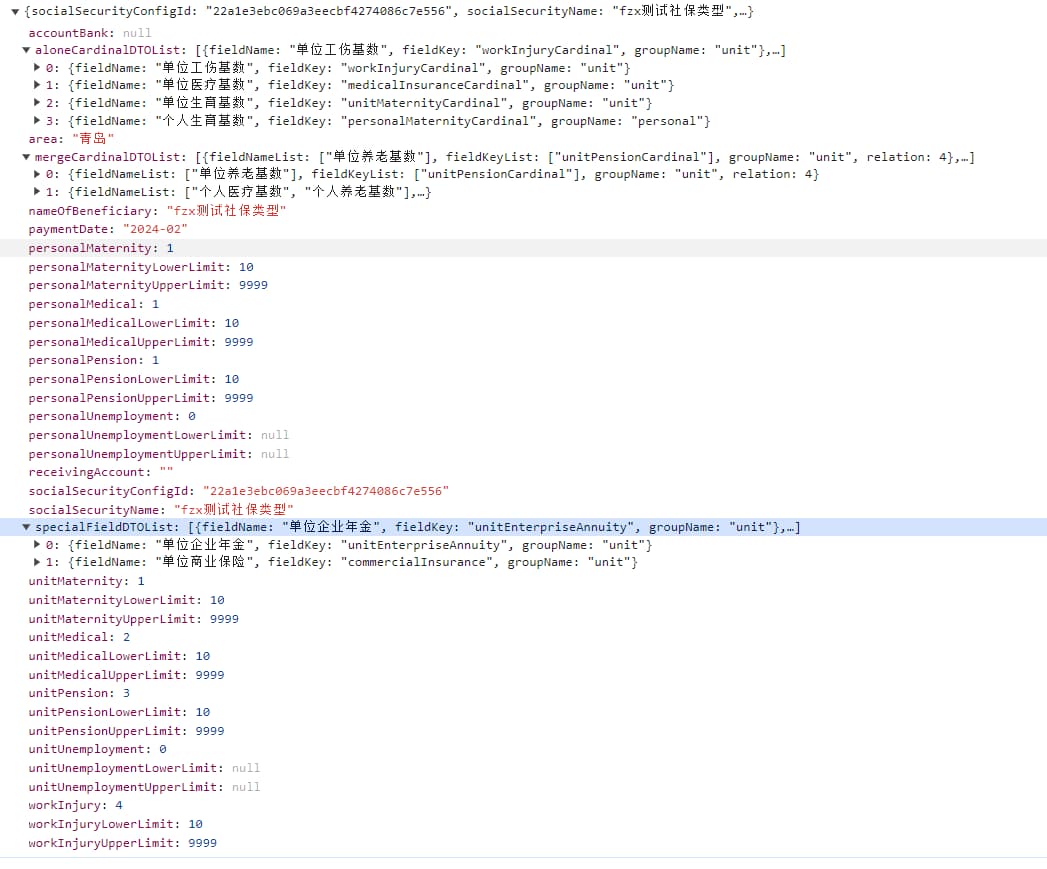 {socialSecurityConfigId: "22a1e3ebc069a3eecbf4274086c7e556", socialSecurityName: "fzx测试社保类型",…}
accountBank: null
aloneCardinalDTOList: [{fieldName: "单位工伤基数", fieldKey: "workInjuryCardinal", groupName: "unit"},…]
0: {fieldName: "单位工伤基数", fieldKey: "workInjuryCardinal", groupName: "unit"}
1: {fieldName: "单位医疗基数", fieldKey: "medicalInsuranceCardinal", groupName: "unit"}
2: {fieldName: "单位生育基数", fieldKey: "unitMaternityCardinal", groupName: "unit"}
3: {fieldName: "个人生育基数", fieldKey: "personalMaternityCardinal", groupName: "personal"}
area: "青岛"
mergeCardinalDTOList: [{fieldNameList: ["单位养老基数"], fieldKeyList: ["unitPensionCardinal"], groupName: "unit", relation: 4},…]
0: {fieldNameList: ["单位养老基数"], fieldKeyList: ["unitPensionCardinal"], groupName: "unit", relation: 4}
1: {fieldNameList: ["个人医疗基数", "个人养老基数"],…}
nameOfBeneficiary: "fzx测试社保类型"
paymentDate: "2024-02"
personalMaternity: 1
personalMaternityLowerLimit: 10
personalMaternityUpperLimit: 9999
personalMedical: 1
personalMedicalLowerLimit: 10
personalMedicalUpperLimit: 9999
personalPension: 1
personalPensionLowerLimit: 10
personalPensionUpperLimit: 9999
personalUnemployment: 0
personalUnemploymentLowerLimit: null
personalUnemploymentUpperLimit: null
receivingAccount: ""
socialSecurityConfigId: "22a1e3ebc069a3eecbf4274086c7e556"
socialSecurityName: "fzx测试社保类型"
specialFieldDTOList: [{fieldName: "单位企业年金", fieldKey: "unitEnterpriseAnnuity", groupName: "unit"},…]
0: {fieldName: "单位企业年金", fieldKey: "unitEnterpriseAnnuity", groupName: "unit"}
1: {fieldName: "单位商业保险", fieldKey: "commercialInsurance", groupName: "unit"}
unitMaternity: 1
unitMaternityLowerLimit: 10
unitMaternityUpperLimit: 9999
unitMedical: 2
unitMedicalLowerLimit: 10
unitMedicalUpperLimit: 9999
unitPension: 3
unitPensionLowerLimit: 10
unitPensionUpperLimit: 9999
unitUnemployment: 0
unitUnemploymentLowerLimit: null
unitUnemploymentUpperLimit: null
workInjury: 4
workInjuryLowerLimit: 10
workInjuryUpperLimit: 9999